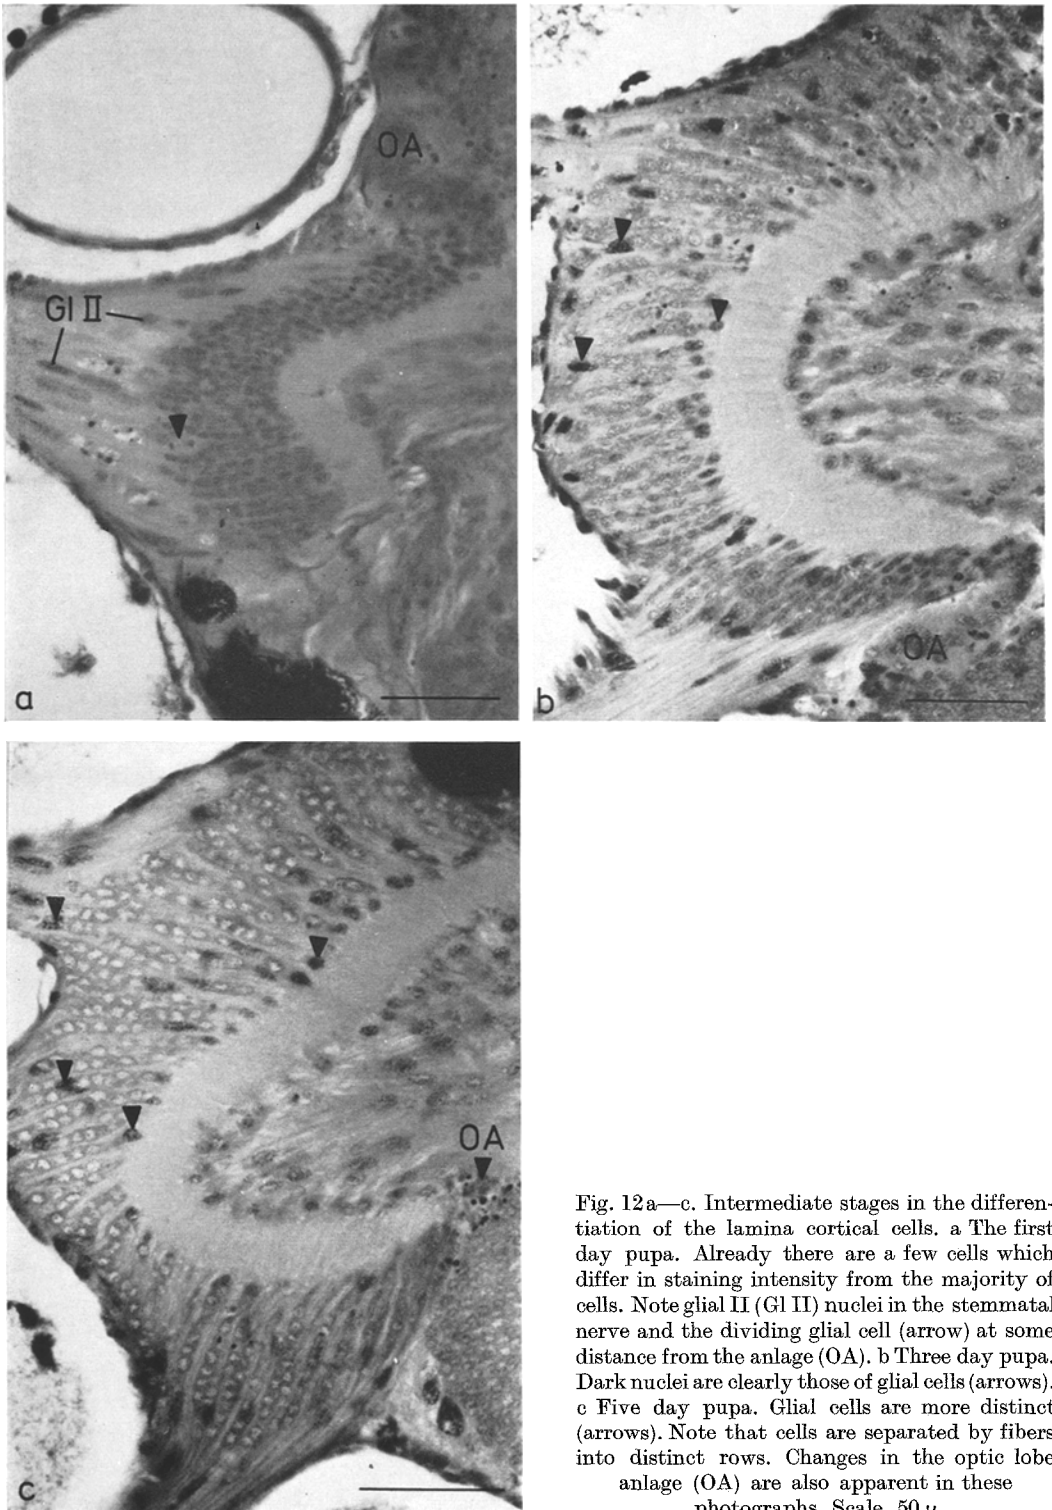 OA
Gl II
a
b
OA
OA
c
Fig. 12a—c. Intermediate stages in the differen-
tiation of the lamina cortical cells. a The first
day pupa. Already there are a few cells which
differ in staining intensity from the majority of
cells. Note glial II (Gl II) nuclei in the stemmatal
nerve and the dividing glial cell (arrow) at some
distance from the anlage (OA). b Three day pupa.
Dark nuclei are clearly those of glial cells (arrows).
c Five day pupa. Glial cells are more distinct
(arrows). Note that cells are separated by fibers
into distinct rows. Changes in the optic lobe
anlage (OA) are also apparent in these
photographs. Scale 50 μ